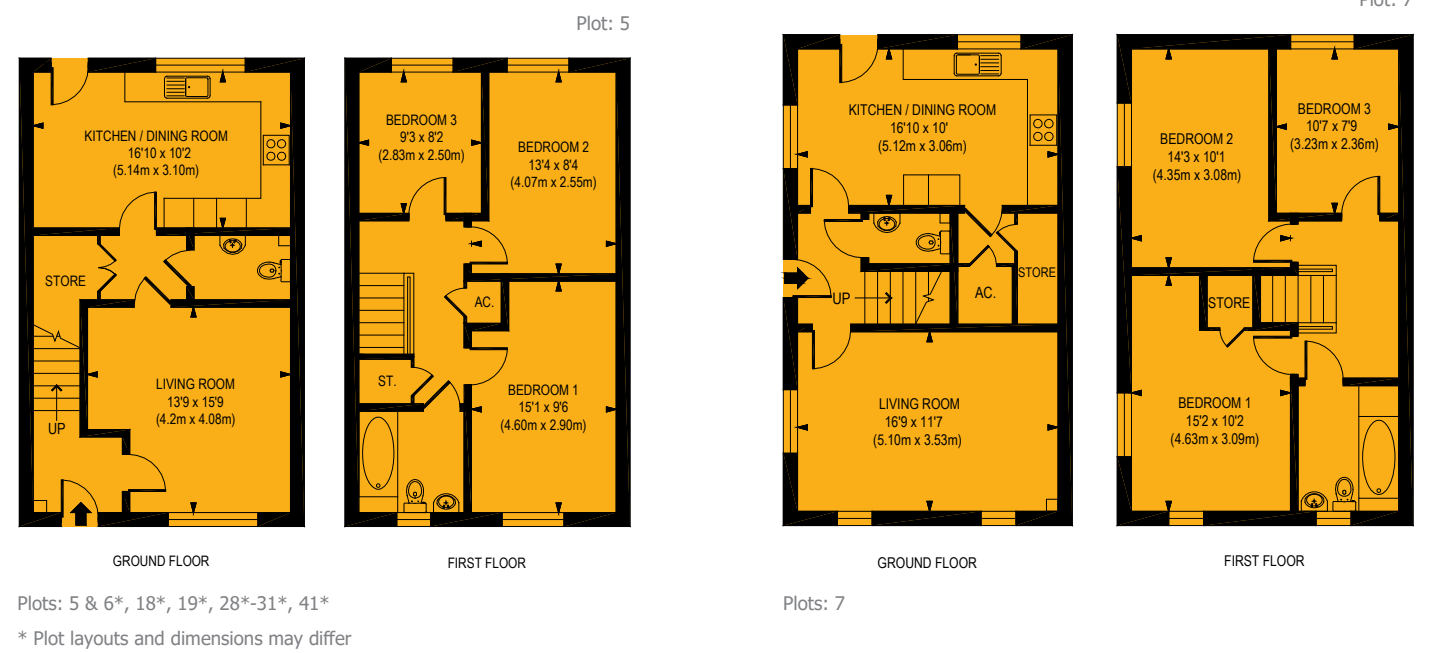 Plot: 5
KITCHEN / DINING ROOM
16'10 x 10'2
(5.14m x 3.10m)
STORE
LIVING ROOM
13'9 x 15'9
(4.2m x 4.08m)
UP
GROUND FLOOR
BEDROOM 3
9'3 x 8'2
(2.83m x 2.50m)
BEDROOM 2
13'4 x 8'4
(4.07m x 2.55m)
AC.
ST.
BEDROOM 1
15'1 x 9'6
(4.60m x 2.90m)
FIRST FLOOR
Plots: 5 & 6*, 18*, 19*, 28*-31*, 41*
* Plot layouts and dimensions may differ
Plot: 7
KITCHEN / DINING ROOM
16'10 x 10'
(5.12m x 3.06m)
STORE
AC.
UP
LIVING ROOM
16'9 x 11'7
(5.10m x 3.53m)
GROUND FLOOR
BEDROOM 3
10'7 x 7'9
(3.23m x 2.36m)
BEDROOM 2
14'3 x 10'1
(4.35m x 3.08m)
STORE
BEDROOM 1
15'2 x 10'2
(4.63m x 3.09m)
FIRST FLOOR
Plots: 7